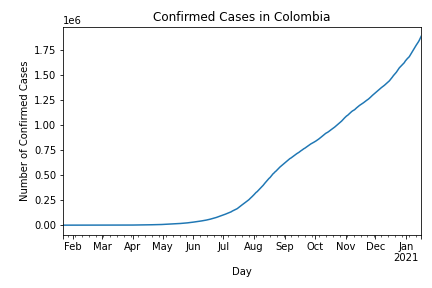 Confirmed Cases in Colombia
1e6
1.75
1.50
1.25
1.00
0.75
0.50
0.25
0.00
Number of Confirmed Cases
Feb Mar Apr May Jun Jul Aug Sep Oct Nov Dec Jan
2021
Day